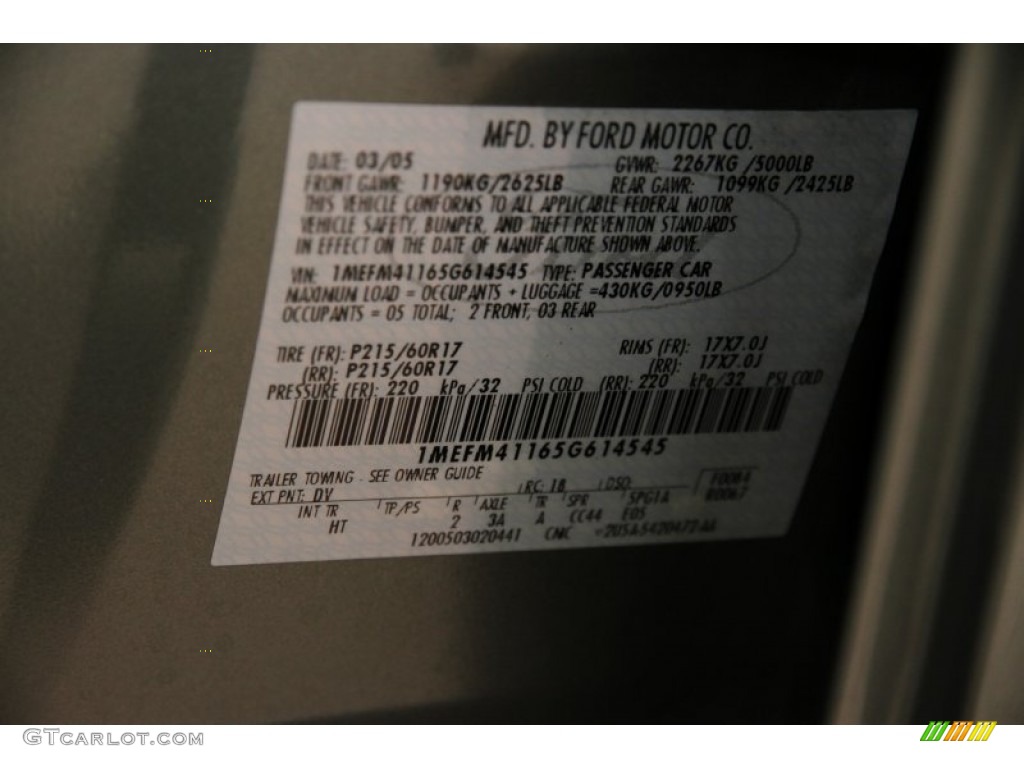 MFD. BY FORD MOTOR CO.
DATE: 03/05 GVWR: 2267KG /5000LB
FRONT GAWR: 1190KG/2625LB REAR GAWR: 1099KG /2425LB
THIS VEHICLE CONFORMS TO ALL APPLICABLE FEDERAL MOTOR
VEHICLE SAFETY, BUMPER, AND THEFT PREVENTION STANDARDS
IN EFFECT ON THE DATE OF MANUFACTURE SHOWN ABOVE.
VIN: 1MEFM41165G614545 TYPE: PASSENGER CAR
MAXIMUM LOAD = OCCUPANTS + LUGGAGE =430KG/0950LB
OCCUPANTS = 05 TOTAL; 2 FRONT, 03 REAR
TIRE (FR): P215/60R17 RIMS (FR): 17X7.0J
(RR): P215/60R17 (RR): 17X7.0J
PRESSURE (FR): 220 kPa/32 PSI COLD (RR): 220 kPa/32 PSI COLD
1MEFM41165G614545
TRAILER TOWING - SEE OWNER GUIDE
EXT PNT: DV RC: 18 DSO: F0084
R0067
INT TR TP/PS R AXLE TR SPR SPG1A
HT 2 3A A CC44 E05
1200503020441 CNIC
GTCARLOT.COM